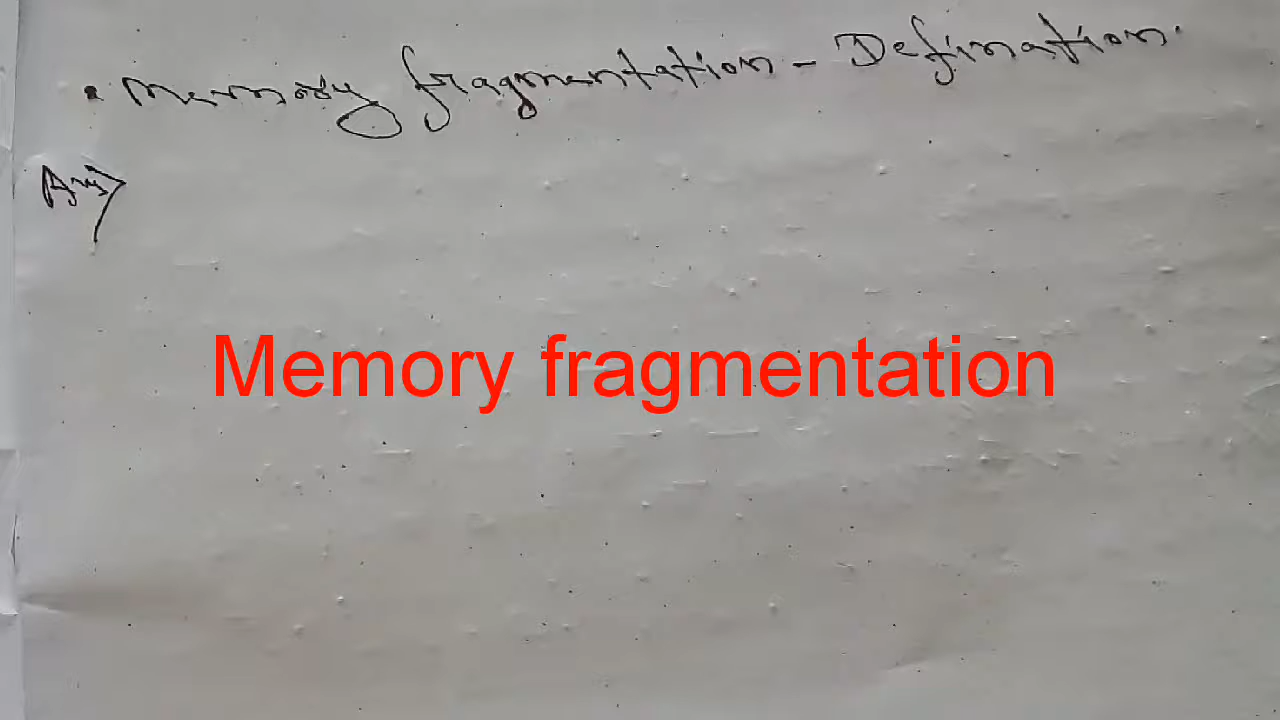 • Memory fragmentation - Defination.
Ans
Memory fragmentation